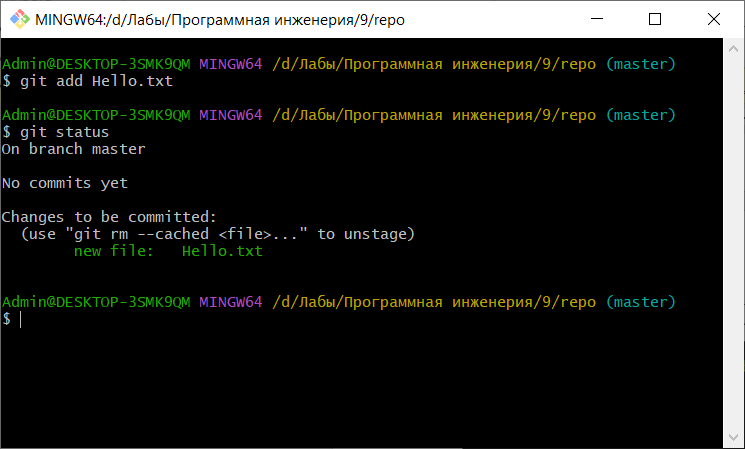 MINGW64:/d/Лабы/Программная инженерия/9/repo
Admin@DESKTOP-3SMK9QM MINGW64 /d/Лабы/Программная инженерия/9/repo (master)
$ git add Hello.txt
Admin@DESKTOP-3SMK9QM MINGW64 /d/Лабы/Программная инженерия/9/repo (master)
$ git status
On branch master
No commits yet
Changes to be committed:
  (use "git rm --cached <file>..." to unstage)
        new file:   Hello.txt
Admin@DESKTOP-3SMK9QM MINGW64 /d/Лабы/Программная инженерия/9/repo (master)
$